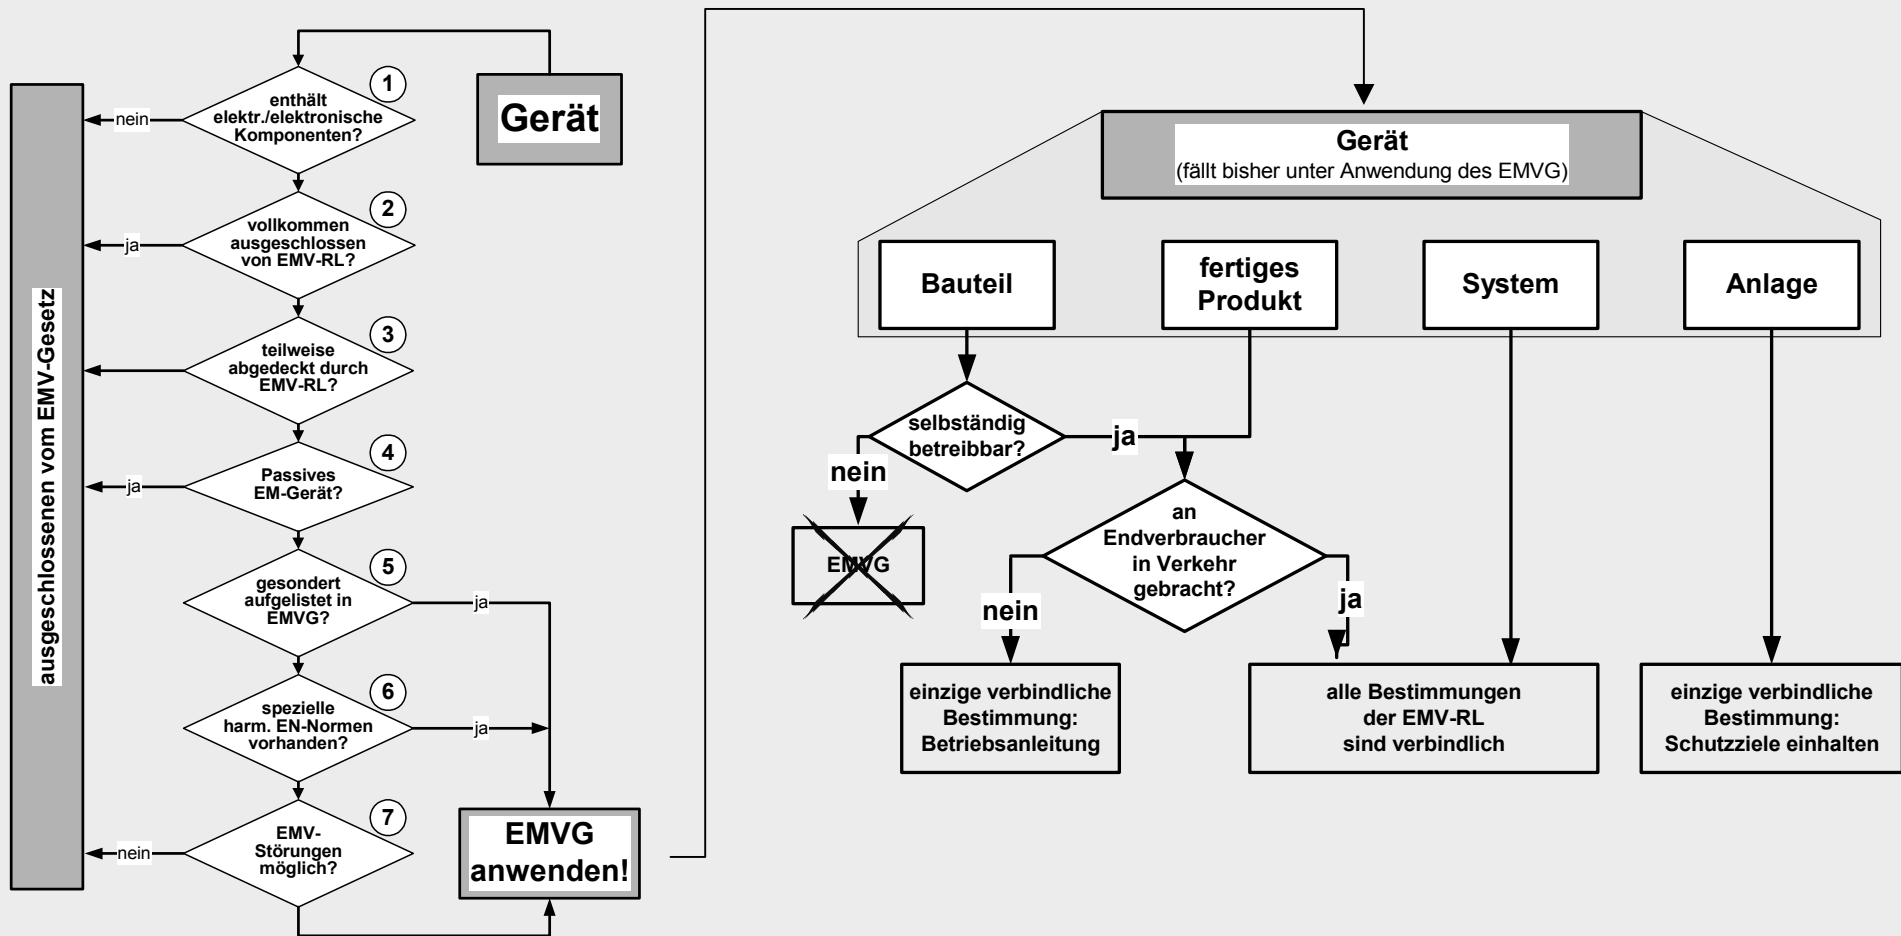 1
enthält
elektr./elektronische
Komponenten?
nein
Gerät
2
vollkommen
ausgeschlossen
von EMV-RL?
ja
3
teilweise
abgedeckt durch
EMV-RL?
4
Passives
EM-Gerät?
ja
5
gesondert
aufgelistet in
EMVG?
ja
6
spezielle
harm. EN-Normen
vorhanden?
ja
7
EMV-
Störungen
möglich?
nein
ausgeschlossenen vom EMV-Gesetz
EMVG
anwenden!
Gerät
(fällt bisher unter Anwendung des EMVG)
Bauteil
fertiges
Produkt
System
Anlage
selbständig
betreibbar?
ja
nein
EMVG
an
Endverbraucher
in Verkehr
gebracht?
nein
ja
einzige verbindliche
Bestimmung:
Betriebsanleitung
alle Bestimmungen
der EMV-RL
sind verbindlich
einzige verbindliche
Bestimmung:
Schutzziele einhalten